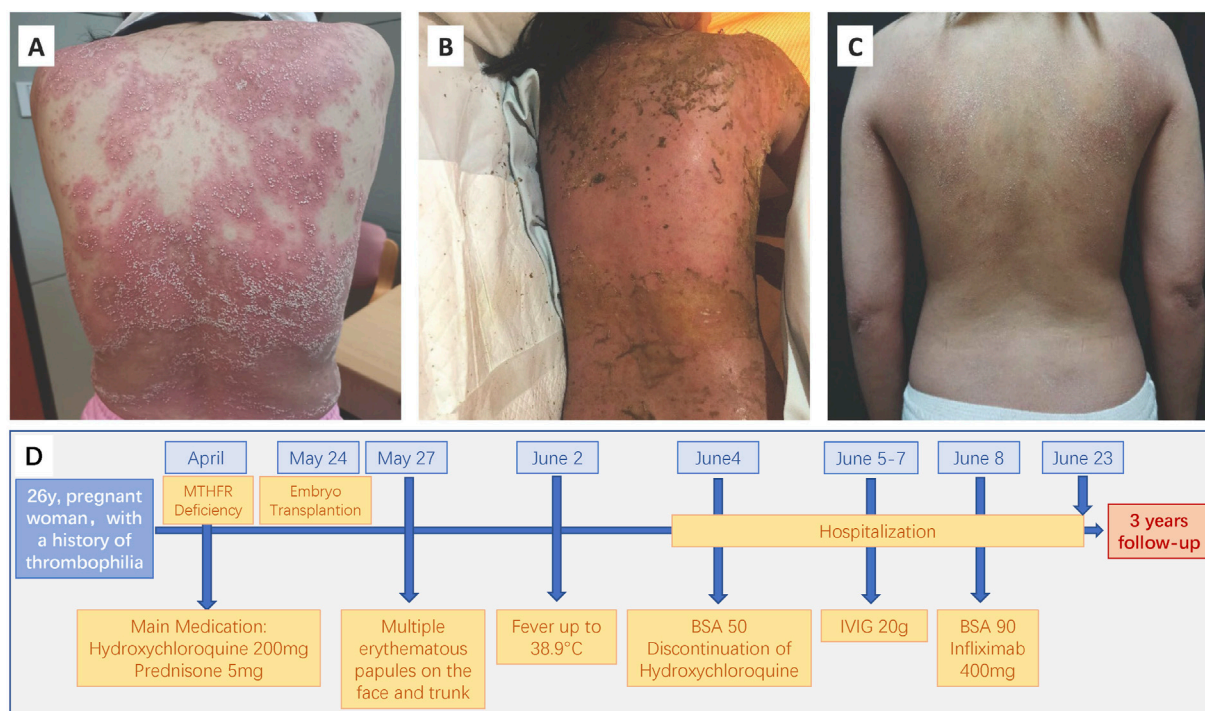 A
B
C
D
April
May 24
May 27
June 2
June4
June 5-7
June 8
June 23
26y, pregnant
woman, with
a history of
thrombophilia
MTHFR
Deficiency
Embryo
Transplantion
Hospitalization
3 years
follow-up
Main Medication:
Hydroxychloroquine 200mg
Prednisone 5mg
Multiple
erythematous
papules on the
face and trunk
Fever up to
38.9°C
BSA 50
Discontinuation of
Hydroxychloroquine
IVIG 20g
BSA 90
Infliximab
400mg